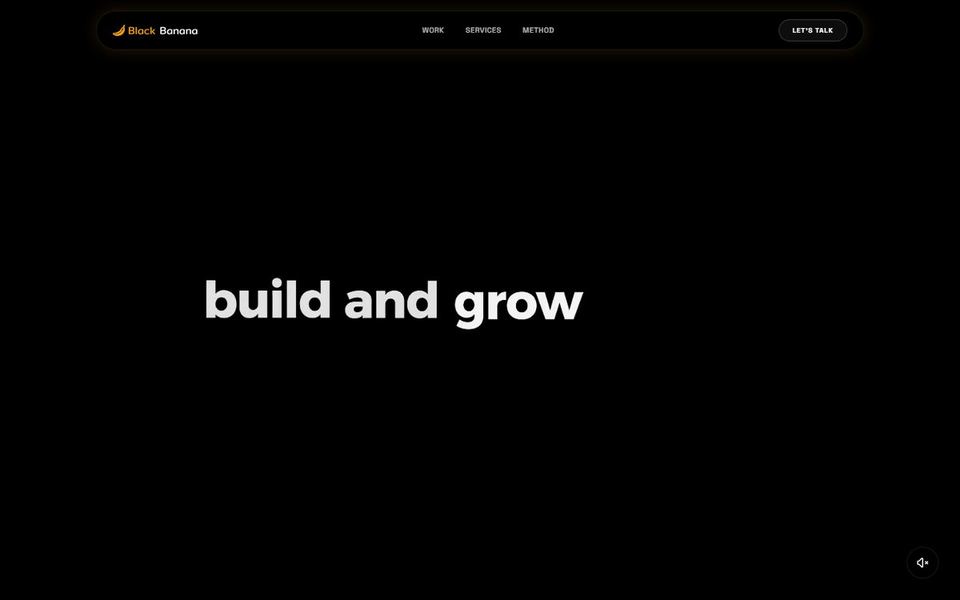 Black Banana
WORK
SERVICES
METHOD
LET'S TALK
build and grow